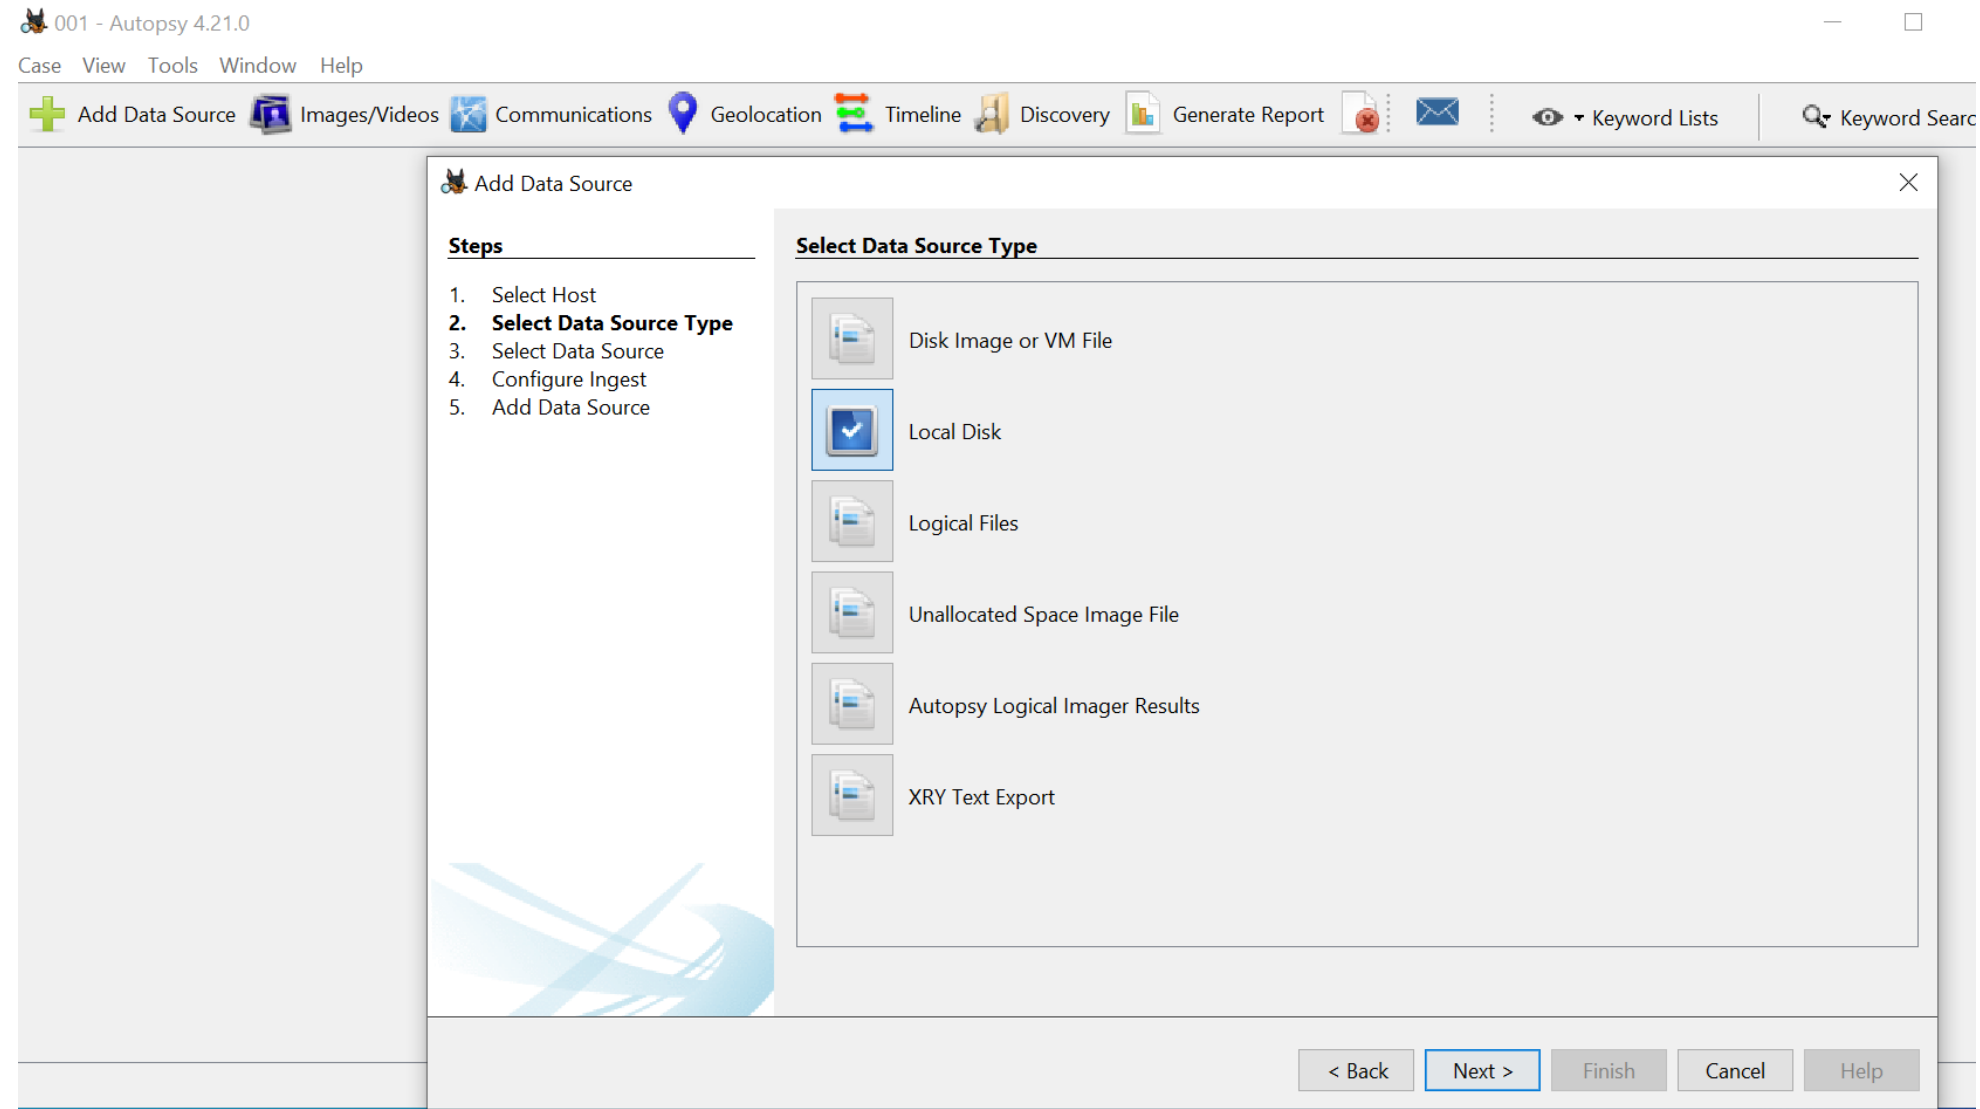 001 - Autopsy 4.21.0
Case View Tools Window Help
Add Data Source Images/Videos Communications Geolocation Timeline Discovery Generate Report Keyword Lists Keyword Searc
Add Data Source
Steps
1. Select Host
2. Select Data Source Type
3. Select Data Source
4. Configure Ingest
5. Add Data Source
Select Data Source Type
Disk Image or VM File
Local Disk
Logical Files
Unallocated Space Image File
Autopsy Logical Imager Results
XRY Text Export
< Back Next > Finish Cancel Help